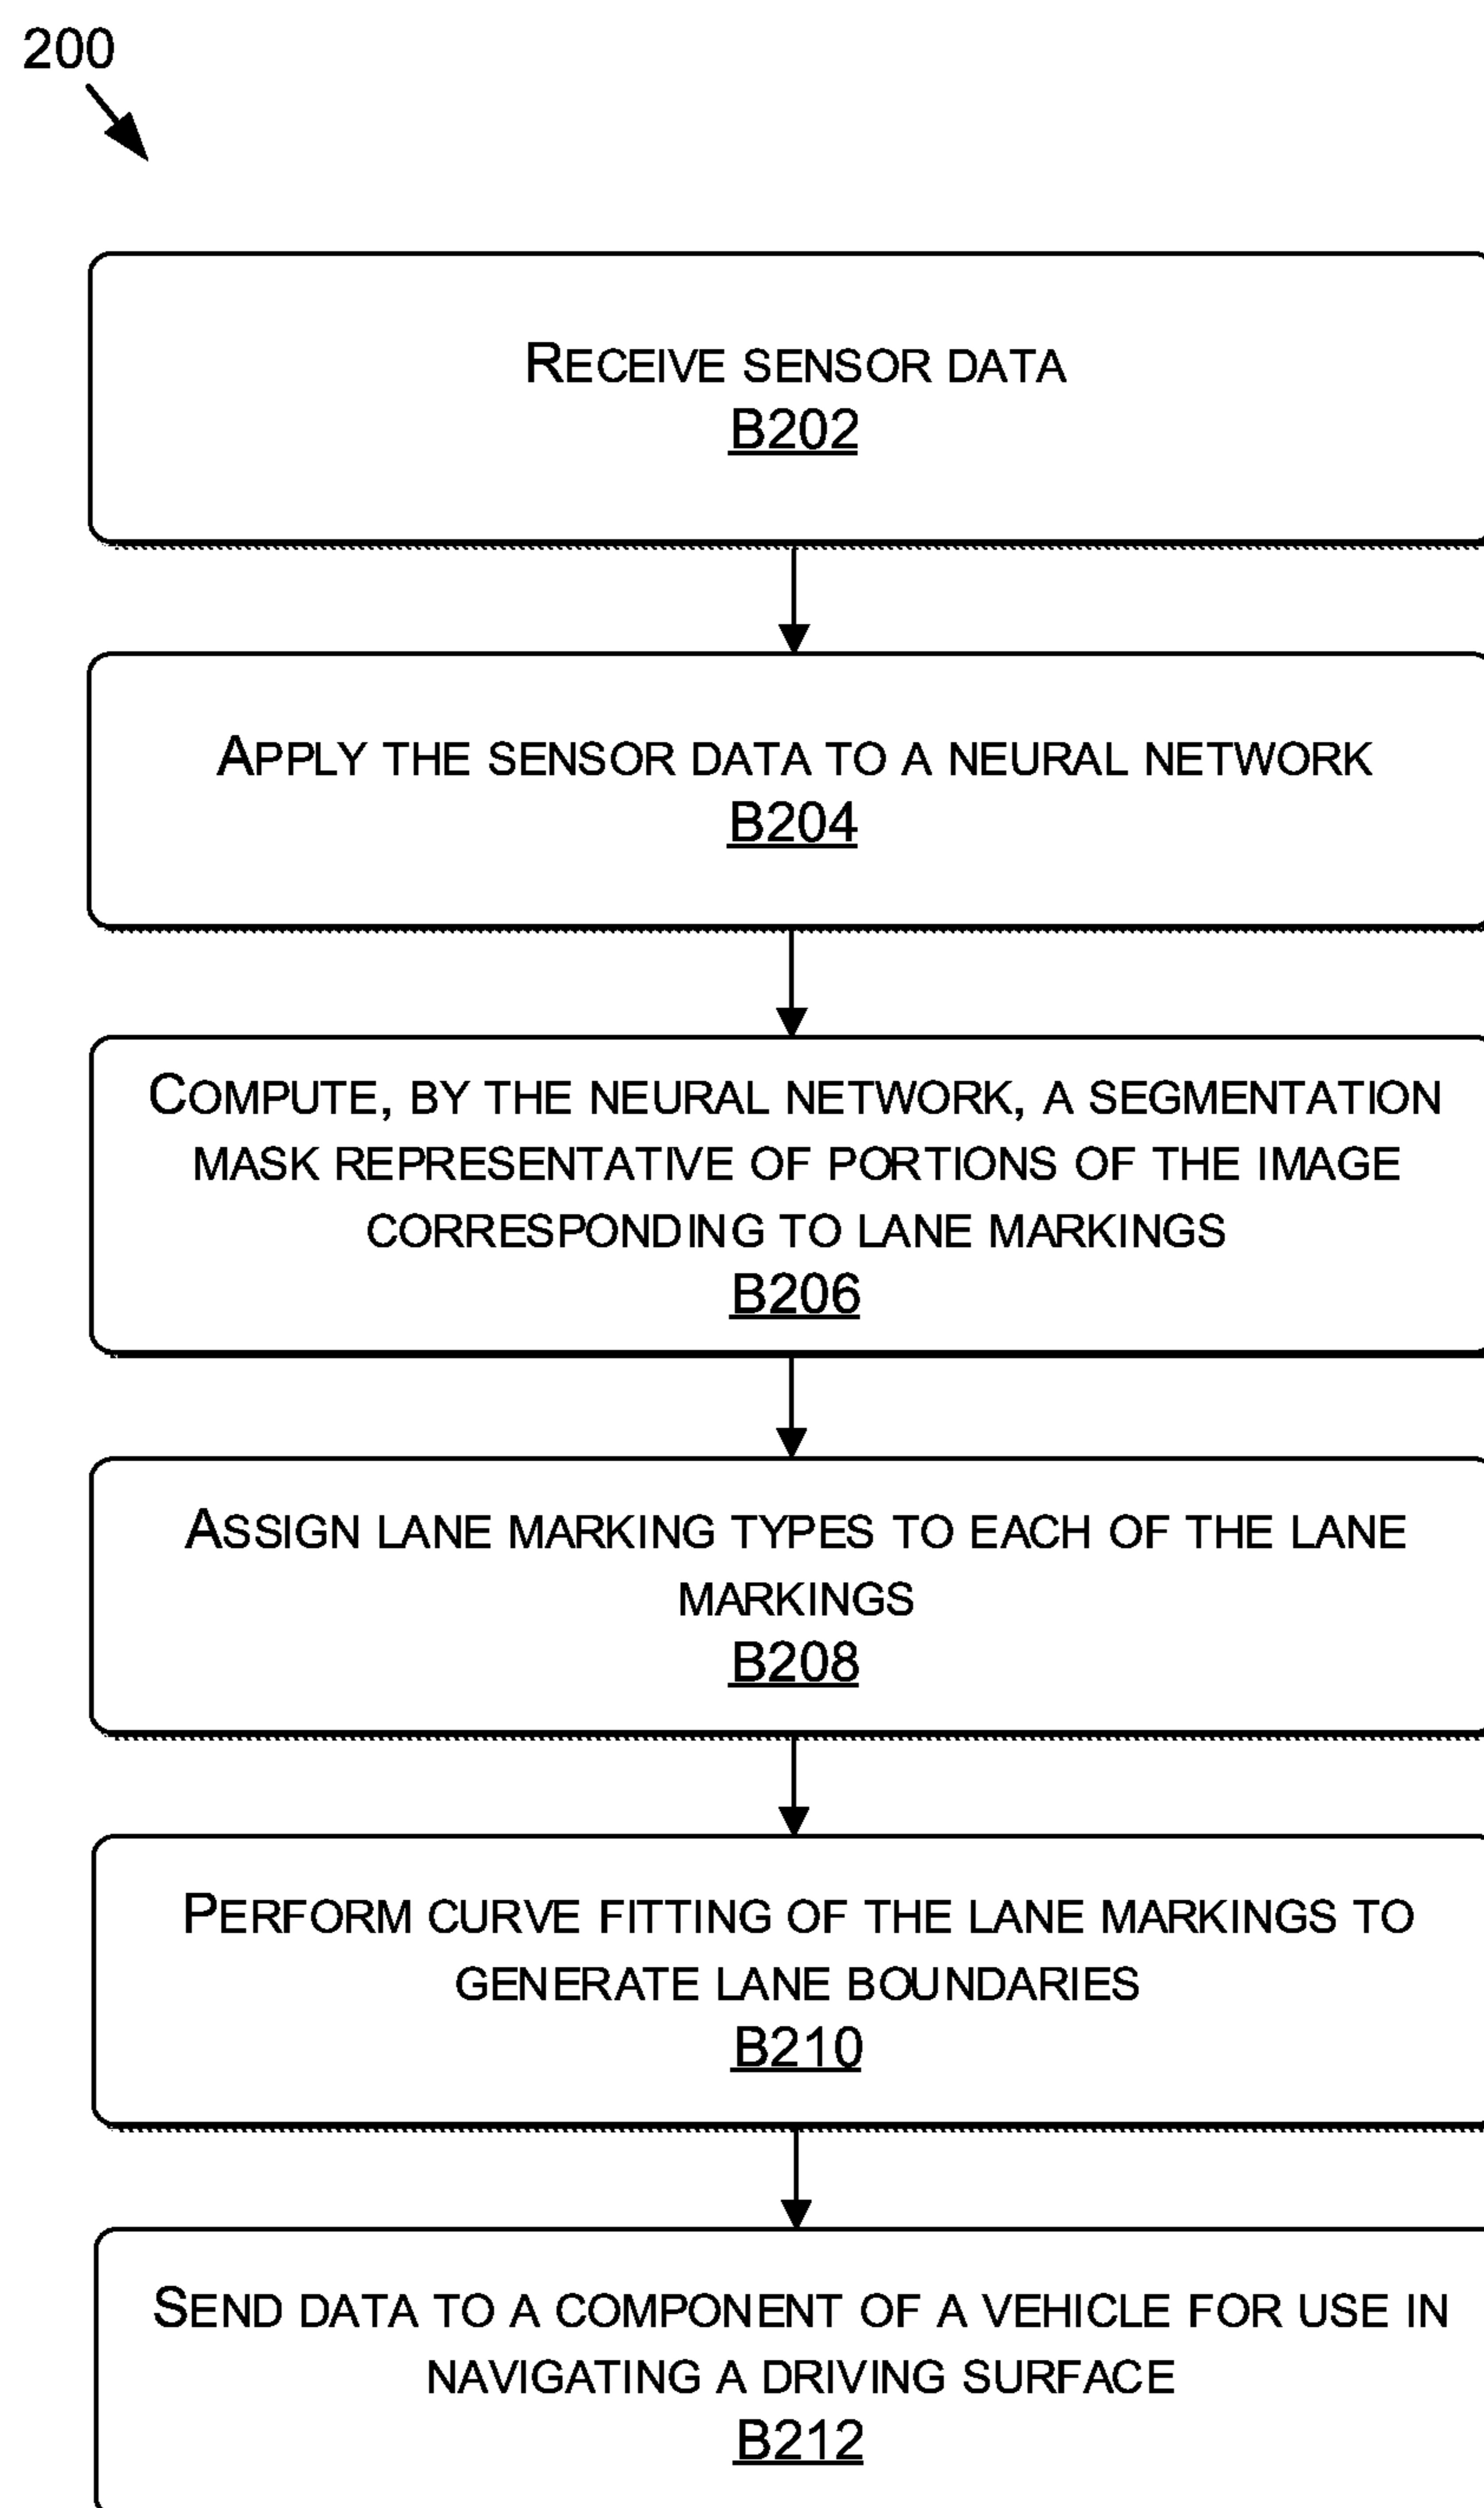 200
RECEIVE SENSOR DATA
B202
APPLY THE SENSOR DATA TO A NEURAL NETWORK
B204
COMPUTE, BY THE NEURAL NETWORK, A SEGMENTATION
MASK REPRESENTATIVE OF PORTIONS OF THE IMAGE
CORRESPONDING TO LANE MARKINGS
B206
ASSIGN LANE MARKING TYPES TO EACH OF THE LANE
MARKINGS
B208
PERFORM CURVE FITTING OF THE LANE MARKINGS TO
GENERATE LANE BOUNDARIES
B210
SEND DATA TO A COMPONENT OF A VEHICLE FOR USE IN
NAVIGATING A DRIVING SURFACE
B212